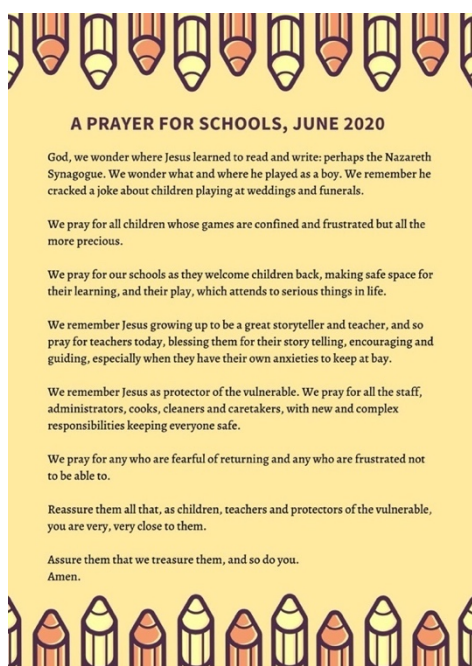 A PRAYER FOR SCHOOLS, JUNE 2020
God, we wonder where Jesus learned to read and write: perhaps the Nazareth
Synagogue. We wonder what and where he played as a boy. We remember he
cracked a joke about children playing at weddings and funerals.
We pray for all children whose games are confined and frustrated but all the
more precious.
We pray for our schools as they welcome children back, making safe space for
their learning, and their play, which attends to serious things in life.
We remember Jesus growing up to be a great storyteller and teacher, and so
pray for teachers today, blessing them for their story telling, encouraging and
guiding, especially when they have their own anxieties to keep at bay.
We remember Jesus as protector of the vulnerable. We pray for all the staff,
administrators, cooks, cleaners and caretakers, with new and complex
responsibilities keeping everyone safe.
We pray for any who are fearful of returning and any who are frustrated not
to be able to.
Reassure them all that, as children, teachers and protectors of the vulnerable,
you are very, very close to them.
Assure them that we treasure them, and so do you.
Amen.